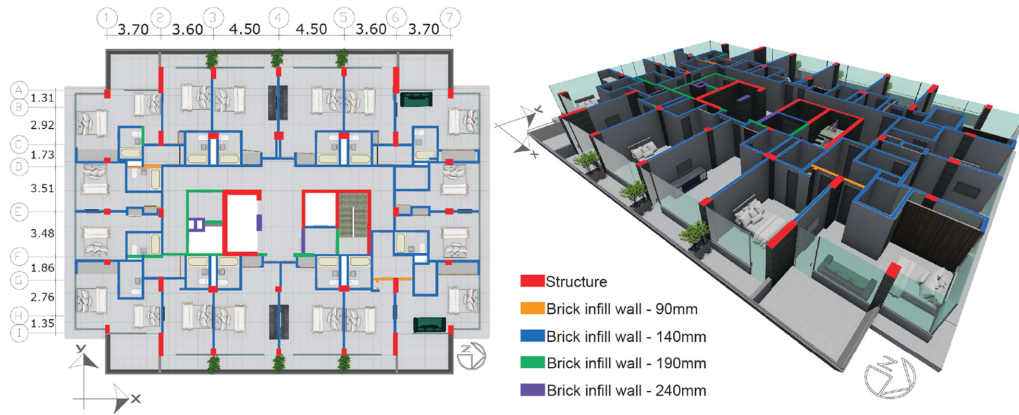 1 2 3 4 5 6 7
3.70 3.60 4.50 4.50 3.60 3.70
A
1.31
B
2.92
C
1.73
D
3.51
E
3.48
F
1.86
G
2.76
H
1.35
I
Y
X
N
Y
X
Structure
Brick infill wall - 90mm
Brick infill wall - 140mm
Brick infill wall - 190mm
Brick infill wall - 240mm
N